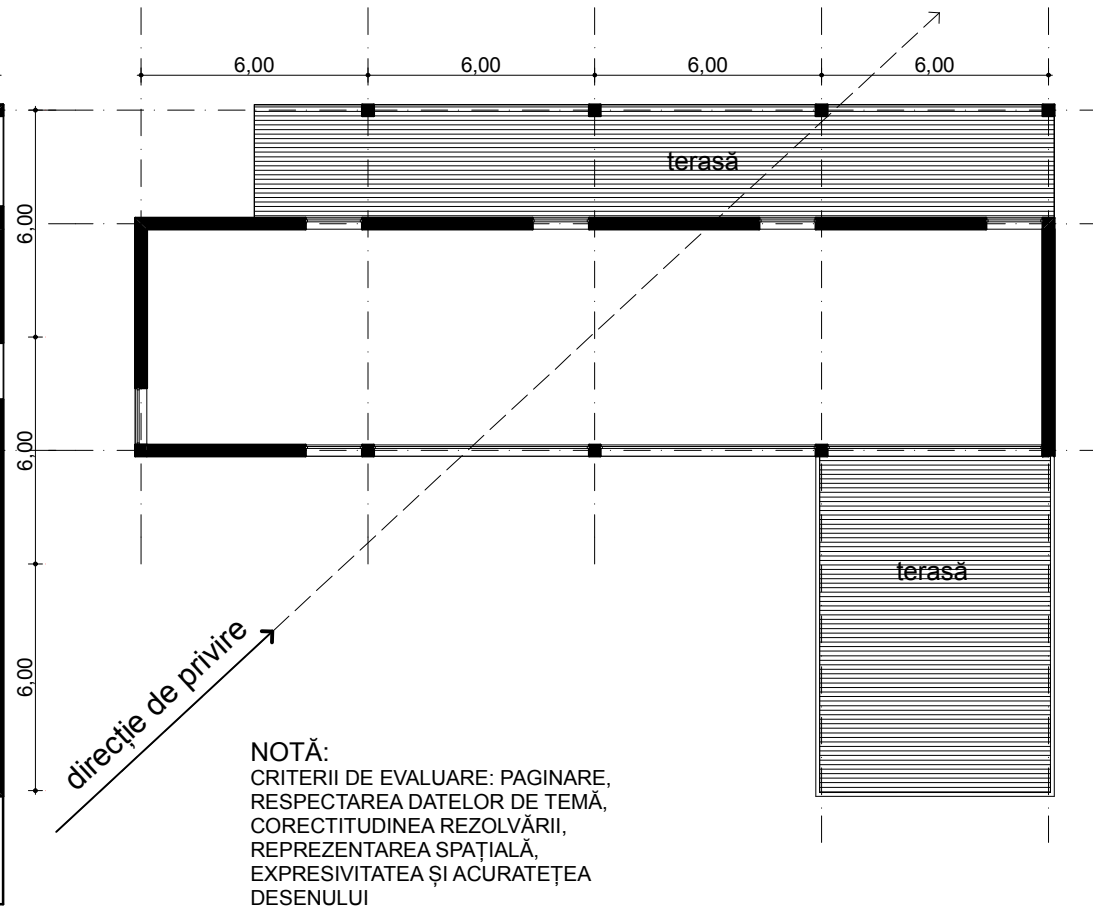 6,00
6,00
6,00
6,00
terasă
6,00
6,00
terasă
6,00
direcție de privire
NOTĂ:
CRITERII DE EVALUARE: PAGINARE,
RESPECTAREA DATELOR DE TEMĂ,
CORECTITUDINEA REZOLVĂRII,
REPREZENTAREA SPAȚIALĂ,
EXPRESIVITATEA ȘI ACURATEȚEA
DESENULUI